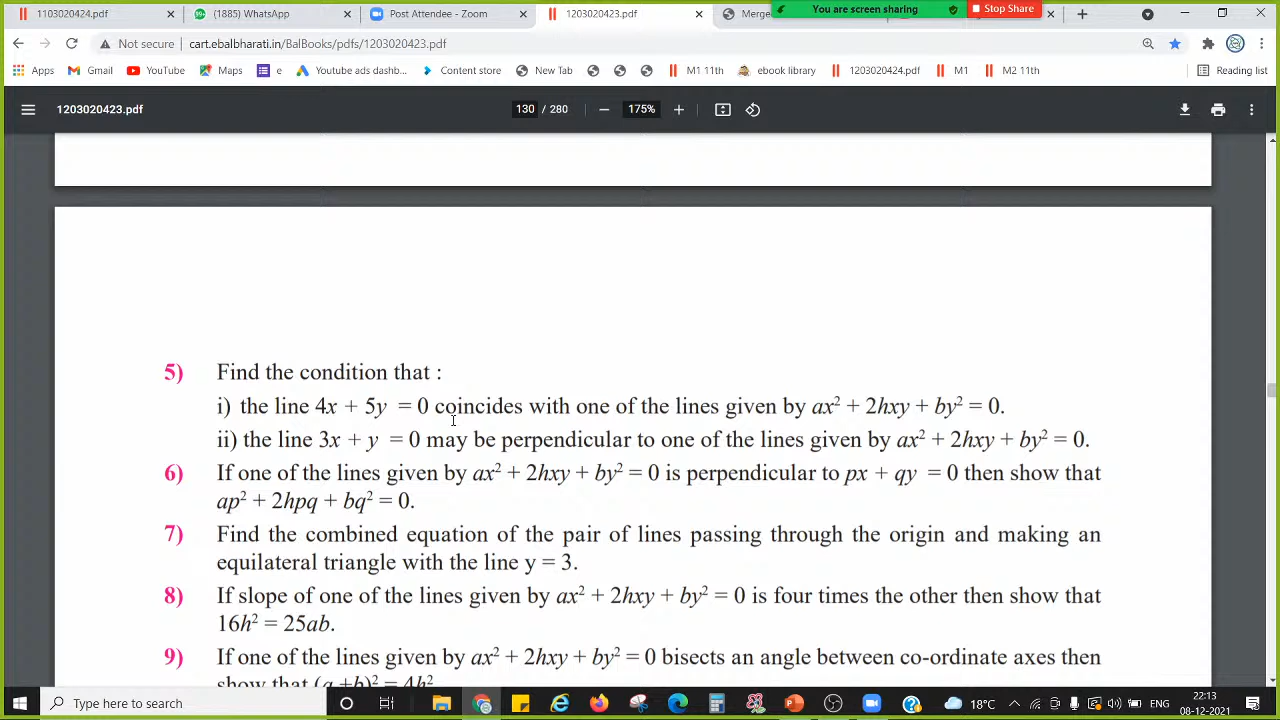 1103020424.pdf
(1885) WhatsApp
Post Attendee - Zoom
1203020423.pdf
Merge
You are screen sharing
Stop Share
Not secure cart.ebalbharati.in/BalBooks/pdfs/1203020423.pdf
Apps Gmail YouTube Maps e Youtube ads dashb... Content store New Tab M1 11th ebook library 1203020424.pdf M1 M2 11th Reading list
1203020423.pdf 130 / 280 175%
5) Find the condition that :
i) the line 4x + 5y = 0 coincides with one of the lines given by ax² + 2hxy + by² = 0.
ii) the line 3x + y = 0 may be perpendicular to one of the lines given by ax² + 2hxy + by² = 0.
6) If one of the lines given by ax² + 2hxy + by² = 0 is perpendicular to px + qy = 0 then show that
ap² + 2hpq + bq² = 0.
7) Find the combined equation of the pair of lines passing through the origin and making an
equilateral triangle with the line y = 3.
8) If slope of one of the lines given by ax² + 2hxy + by² = 0 is four times the other then show that
16h² = 25ab.
9) If one of the lines given by ax² + 2hxy + by² = 0 bisects an angle between co-ordinate axes then
show that (a +b)² = 4h²
Type here to search
18°C
ENG
22:13
08-12-2021